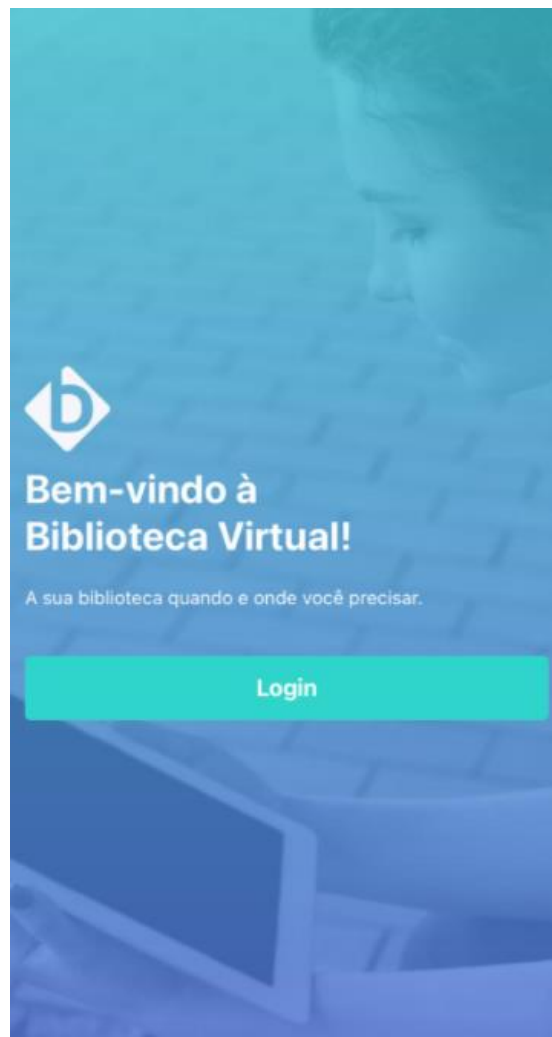 Bem-vindo à
Biblioteca Virtual!
A sua biblioteca quando e onde você precisar.
Login